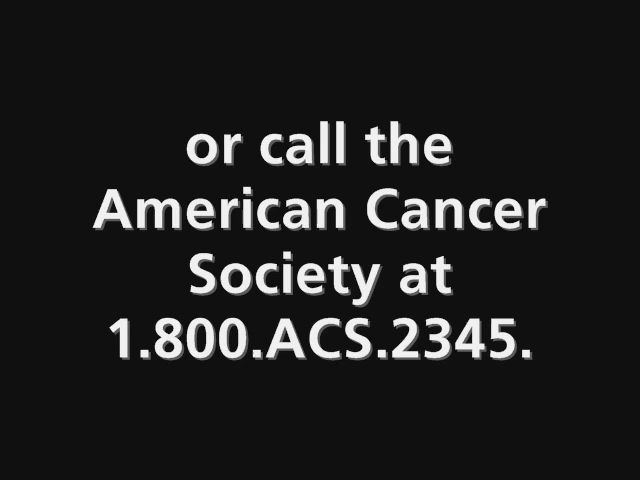 or call the
American Cancer
Society at
1.800.ACS.2345.